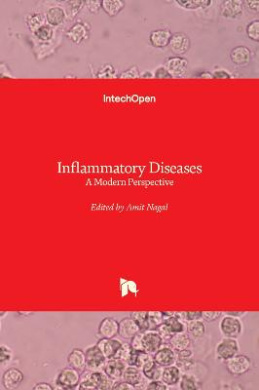 IntechOpen
Inflammatory Diseases
A Modern Perspective
Edited by Amit Nagal